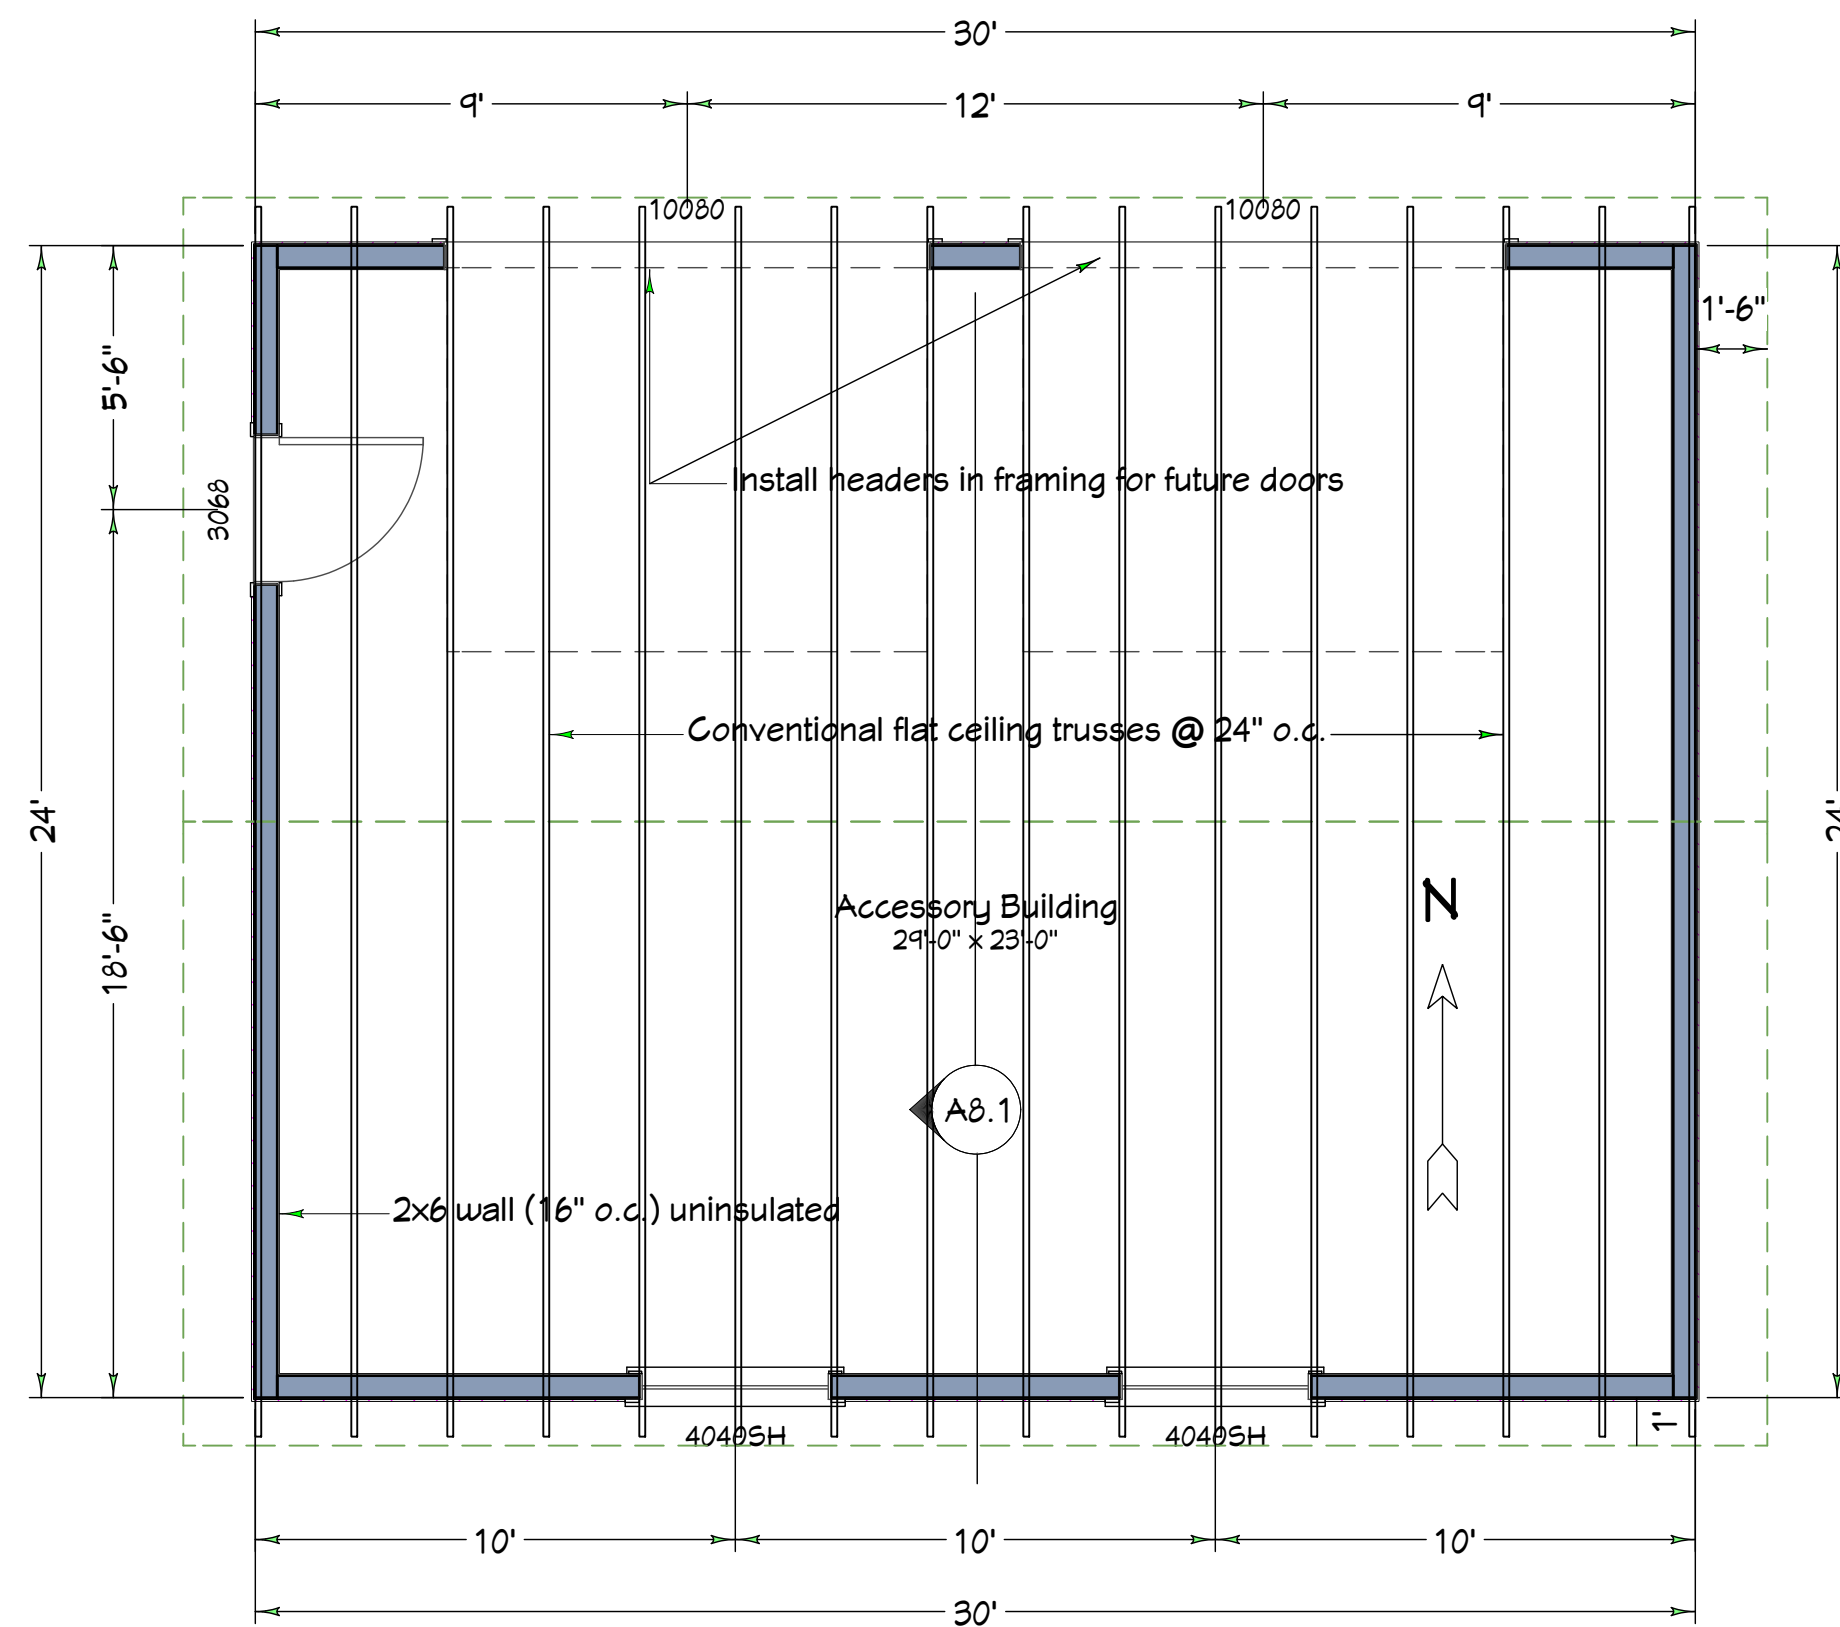 30'
9'
12'
9'
10080
10080
1'-6"
5'-6"
3068
Install headers in framing for future doors
Conventional flat ceiling trusses @ 24" o.c.
24'
24'
Accessory Building
29'-0" x 23'-0"
N
18'-6"
A8.1
2x6 wall (16" o.c.) uninsulated
1'
4040SH
4040SH
10'
10'
10'
30'